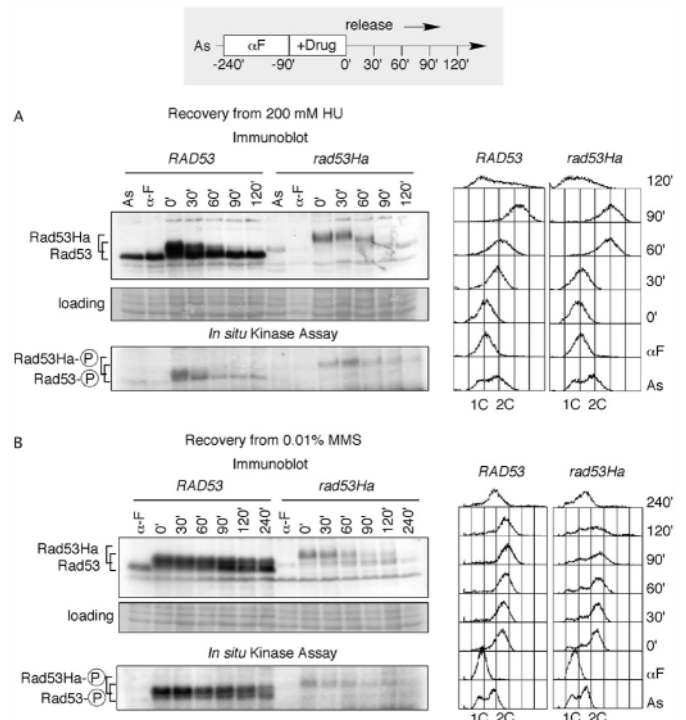 release
As αF +Drug
-240' -90' 0' 30' 60' 90' 120'
A Recovery from 200 mM HU
Immunoblot
RAD53 rad53Ha
As α-F 0' 30' 60' 90' 120' As α-F 0' 30' 60' 90' 120'
Rad53Ha
Rad53
loading
In situ Kinase Assay
Rad53Ha-P
Rad53-P
RAD53 rad53Ha
120'
90'
60'
30'
0'
αF
As
1C 2C 1C 2C
B Recovery from 0.01% MMS
Immunoblot
RAD53 rad53Ha
α-F 0' 30' 60' 90' 120' 240' α-F 0' 30' 60' 90' 120' 240'
Rad53Ha
Rad53
loading
In situ Kinase Assay
Rad53Ha-P
Rad53-P
RAD53 rad53Ha
240'
120'
90'
60'
30'
0'
αF
As
1C 2C 1C 2C